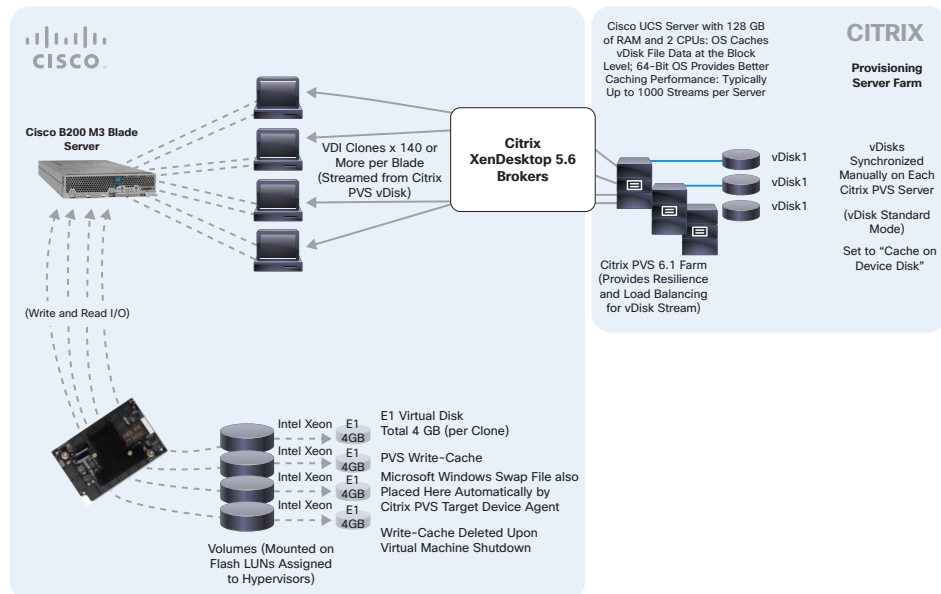 CISCO
Cisco B200 M3 Blade
Server
VDI Clones x 140 or
More per Blade
(Streamed from Citrix
PVS vDisk)
Citrix
XenDesktop 5.6
Brokers
Cisco UCS Server with 128 GB
of RAM and 2 CPUs: OS Caches
vDisk File Data at the Block
Level; 64-Bit OS Provides Better
Caching Performance: Typically
Up to 1000 Streams per Server
CITRIX
Provisioning
Server Farm
vDisk1
vDisk1
vDisk1
vDisks
Synchronized
Manually on Each
Citrix PVS Server
(vDisk Standard
Mode)
Set to “Cache on
Device Disk”
Citrix PVS 6.1 Farm
(Provides Resilience
and Load Balancing
for vDisk Stream)
(Write and Read I/O)
Intel Xeon
E1
4GB
Intel Xeon
E1
4GB
Intel Xeon
E1
4GB
Intel Xeon
E1
4GB
E1 Virtual Disk
Total 4 GB (per Clone)
PVS Write-Cache
Microsoft Windows Swap File also
Placed Here Automatically by
Citrix PVS Target Device Agent
Write-Cache Deleted Upon
Virtual Machine Shutdown
Volumes (Mounted on
Flash LUNs Assigned
to Hypervisors)